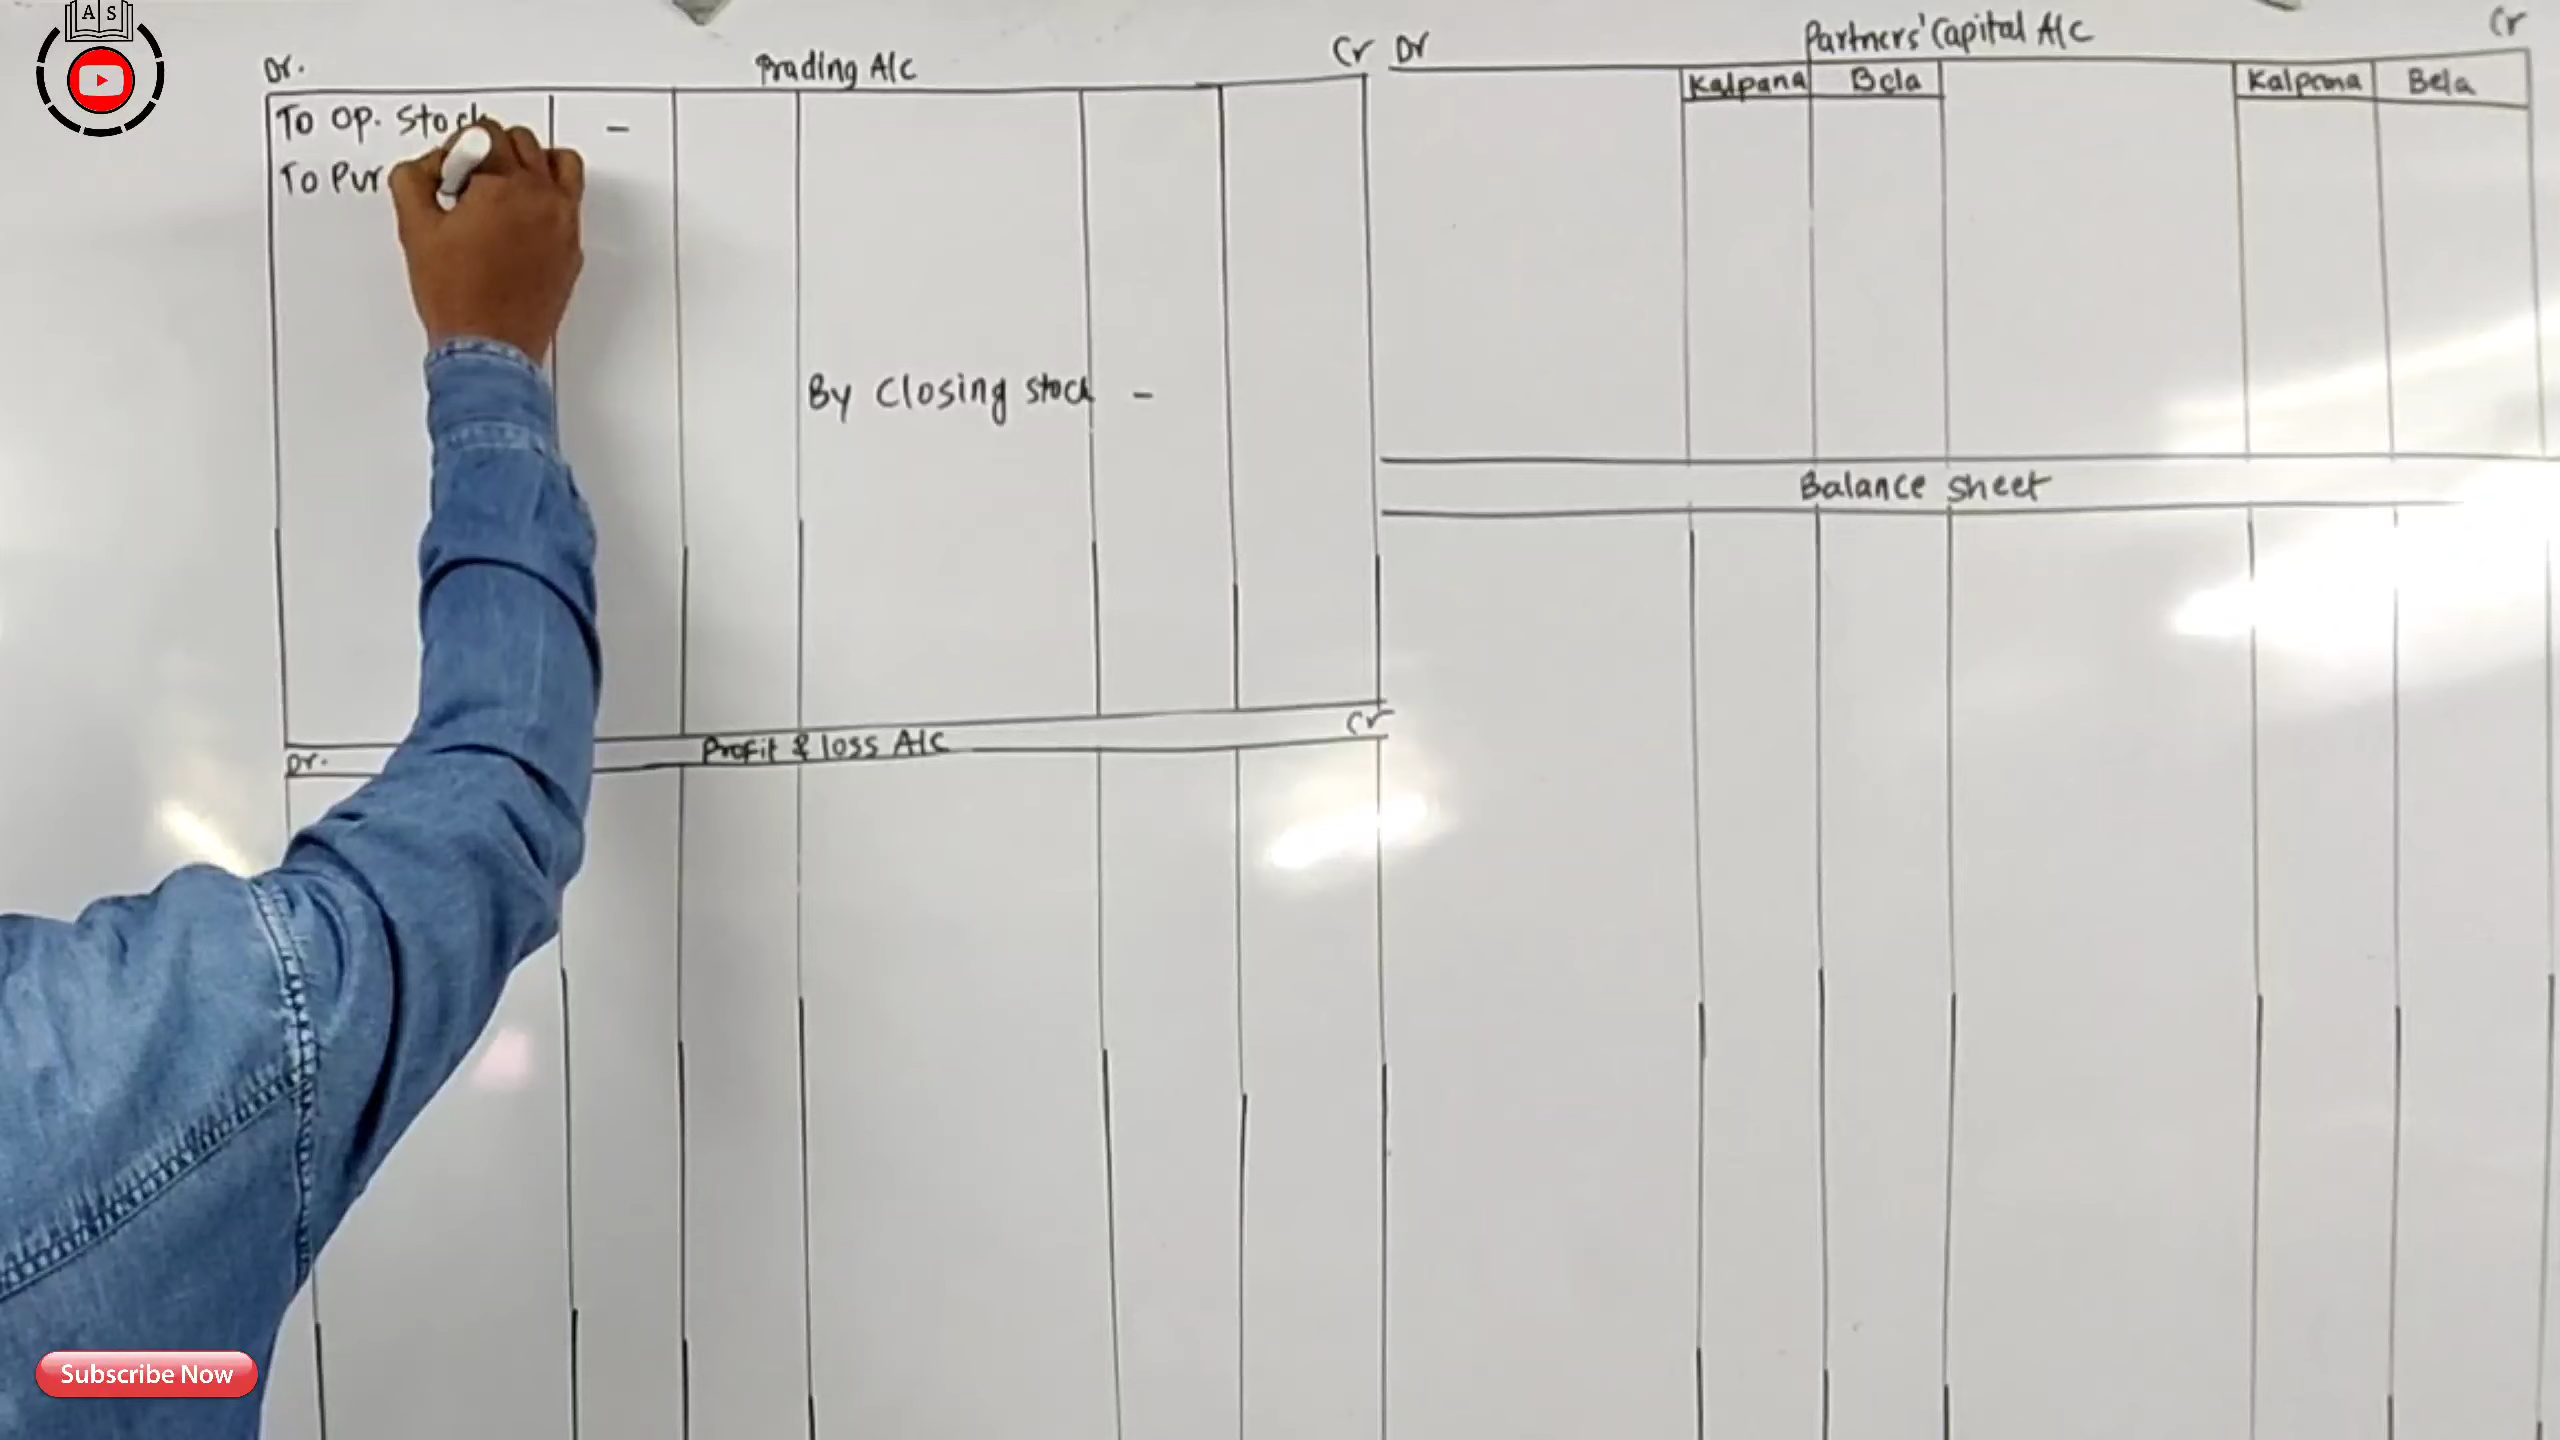 A S
Dr.
Trading A/c
Cr
To Op. Stock
-
To Pur
By Closing stock
-
Dr.
Profit & loss A/C
Cr
Dr
Partners' Capital A/c
Cr
Kalpana
Bela
Kalpana
Bela
Balance sheet
Subscribe Now